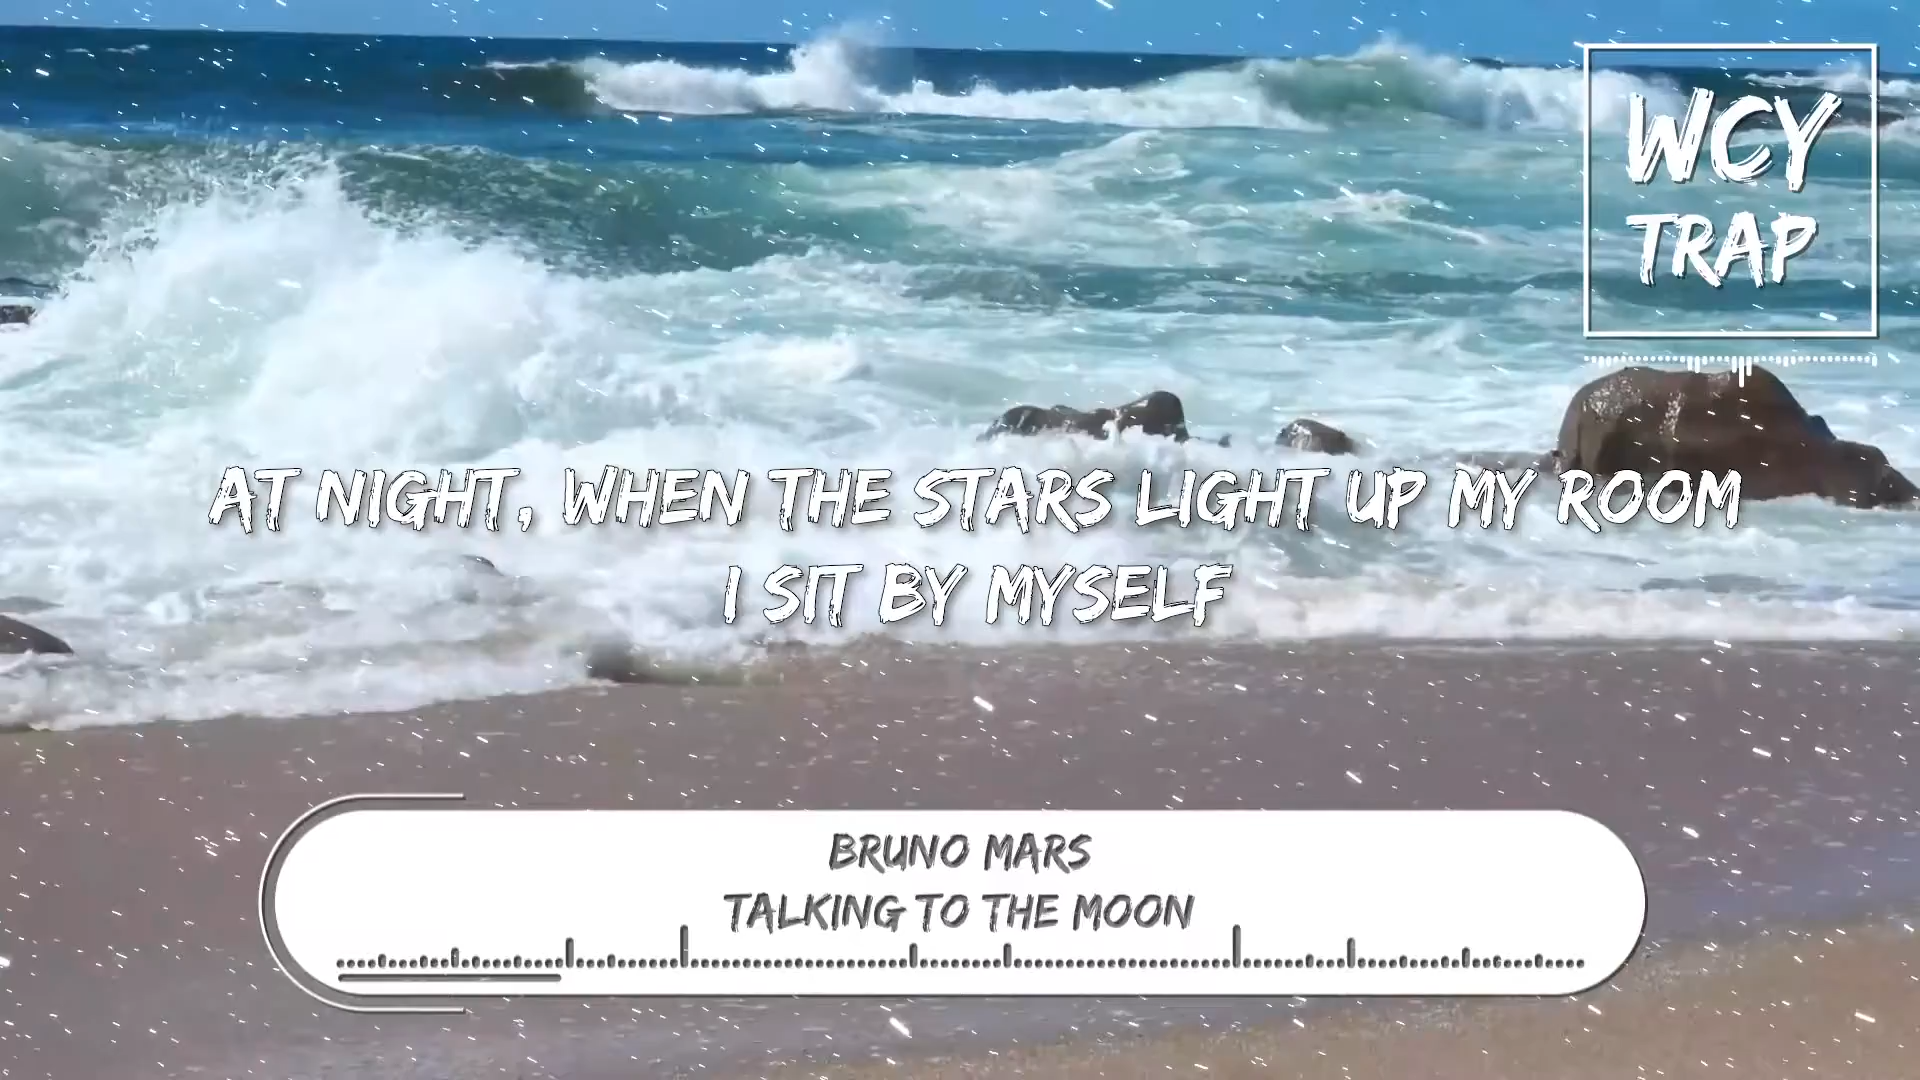 WCY
TRAP
AT NIGHT, WHEN THE STARS LIGHT UP MY ROOM
I SIT BY MYSELF
BRUNO MARS
TALKING TO THE MOON